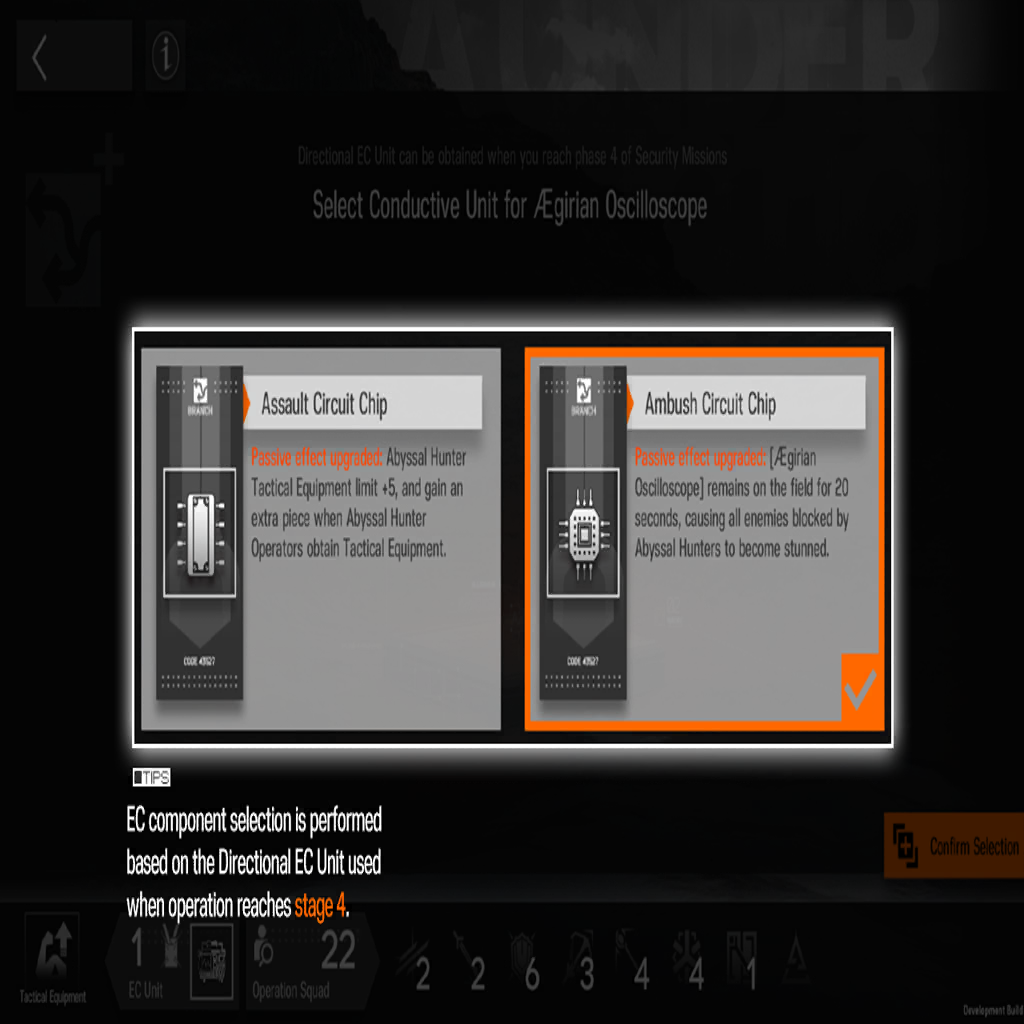 AUNDER
Directional EC Unit can be obtained when you reach phase 4 of Security Missions
Select Conductive Unit for Ægirian Oscilloscope
BRANCH
Assault Circuit Chip
Passive effect upgraded: Abyssal Hunter
Tactical Equipment limit +5, and gain an
extra piece when Abyssal Hunter
Operators obtain Tactical Equipment.
CODE 43527
BRANCH
Ambush Circuit Chip
Passive effect upgraded: [Ægirian
Oscilloscope] remains on the field for 20
seconds, causing all enemies blocked by
Abyssal Hunters to become stunned.
CODE 43527
TIPS
EC component selection is performed
based on the Directional EC Unit used
when operation reaches stage 4.
Confirm Selection
Tactical Equipment
1
EC Unit
22
Operation Squad
2 2 6 3 4 4 1
Development Build